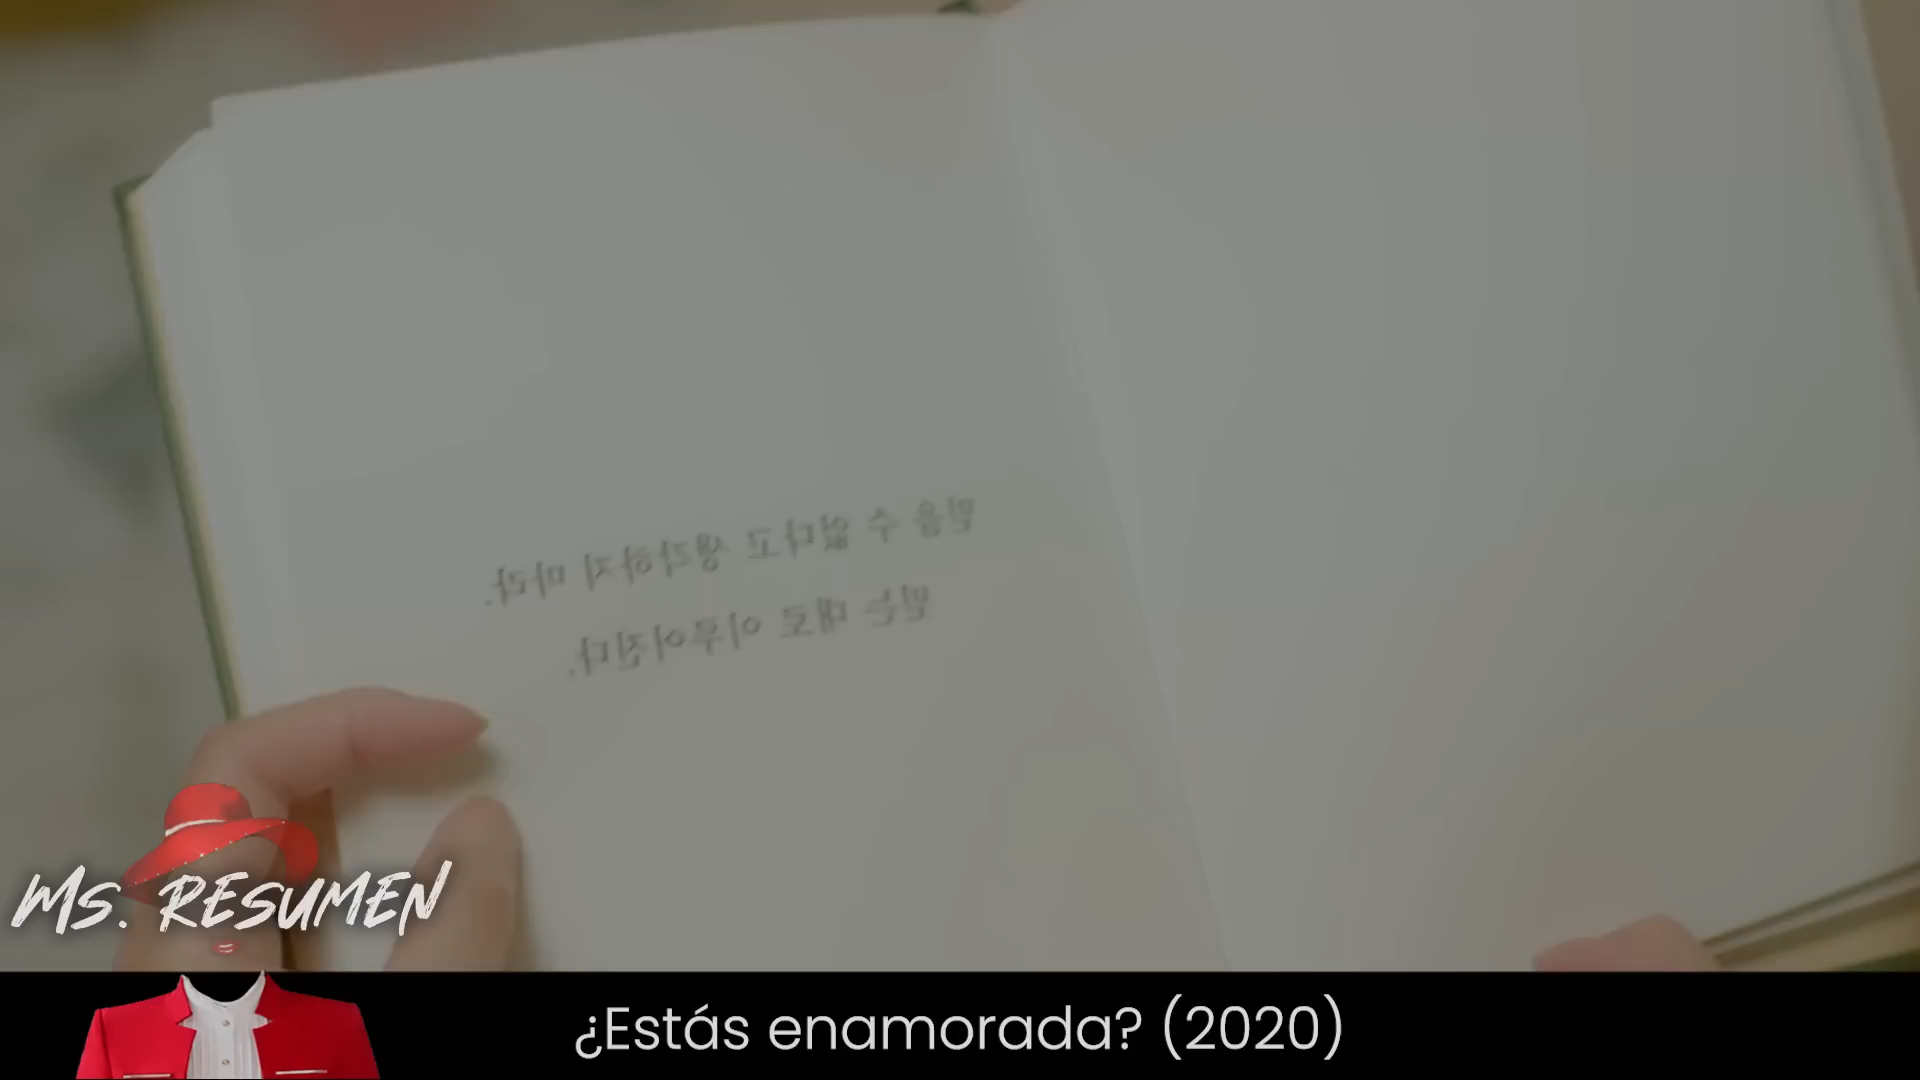 믿을 수 없다고 생각하지 마라.
믿는 대로 이루어진다.
Ms. RESUMEN
¿Estás enamorada? (2020)